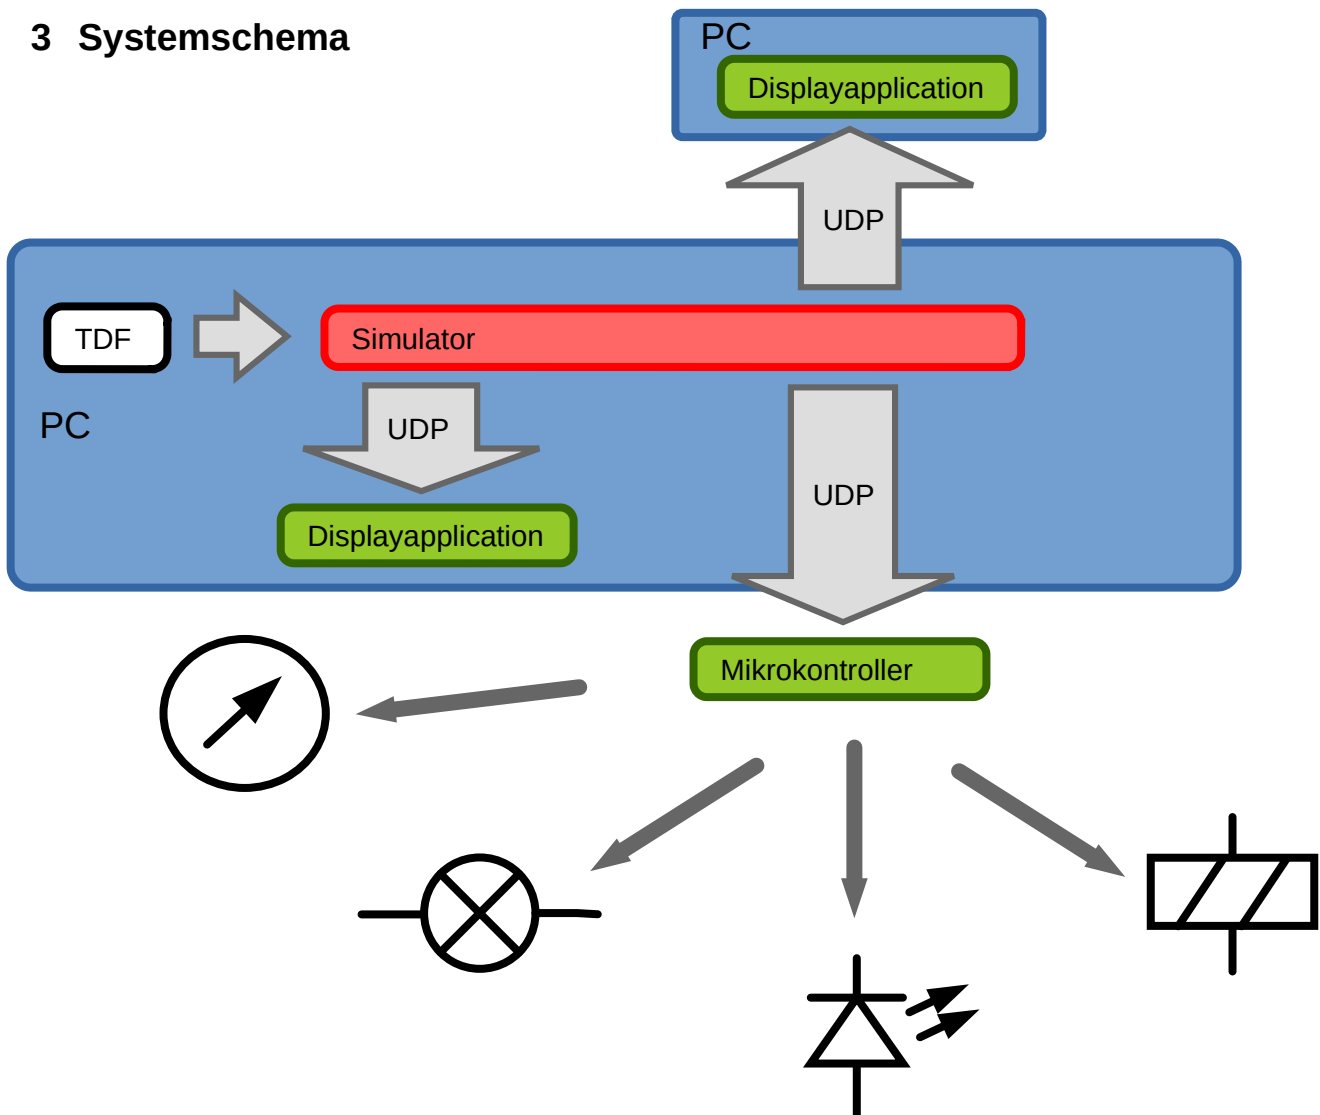 3 Systemschema
PC
Displayapplication
UDP
TDF
Simulator
PC
UDP
UDP
Displayapplication
Mikrokontroller